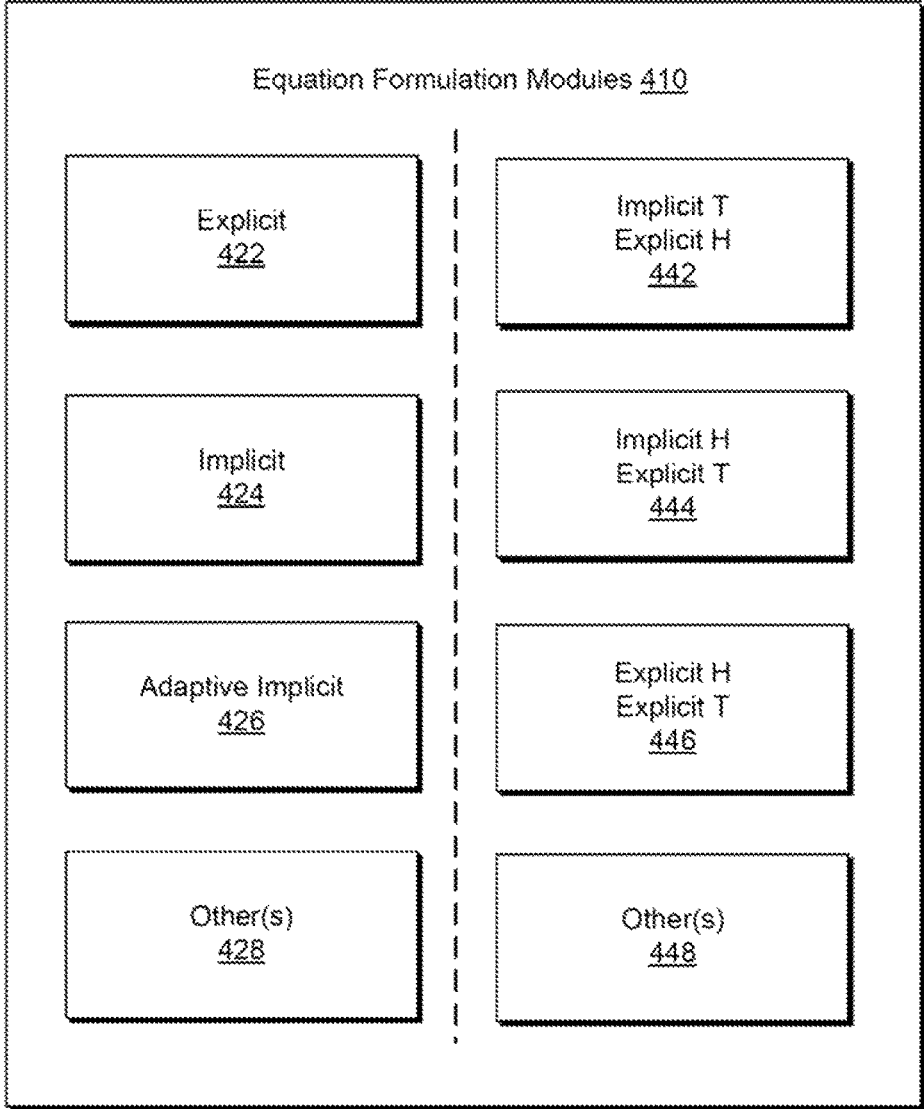 Equation Formulation Modules 410
Explicit
422
Implicit
424
Adaptive Implicit
426
Other(s)
428
Implicit T
Explicit H
442
Implicit H
Explicit T
444
Explicit H
Explicit T
446
Other(s)
448